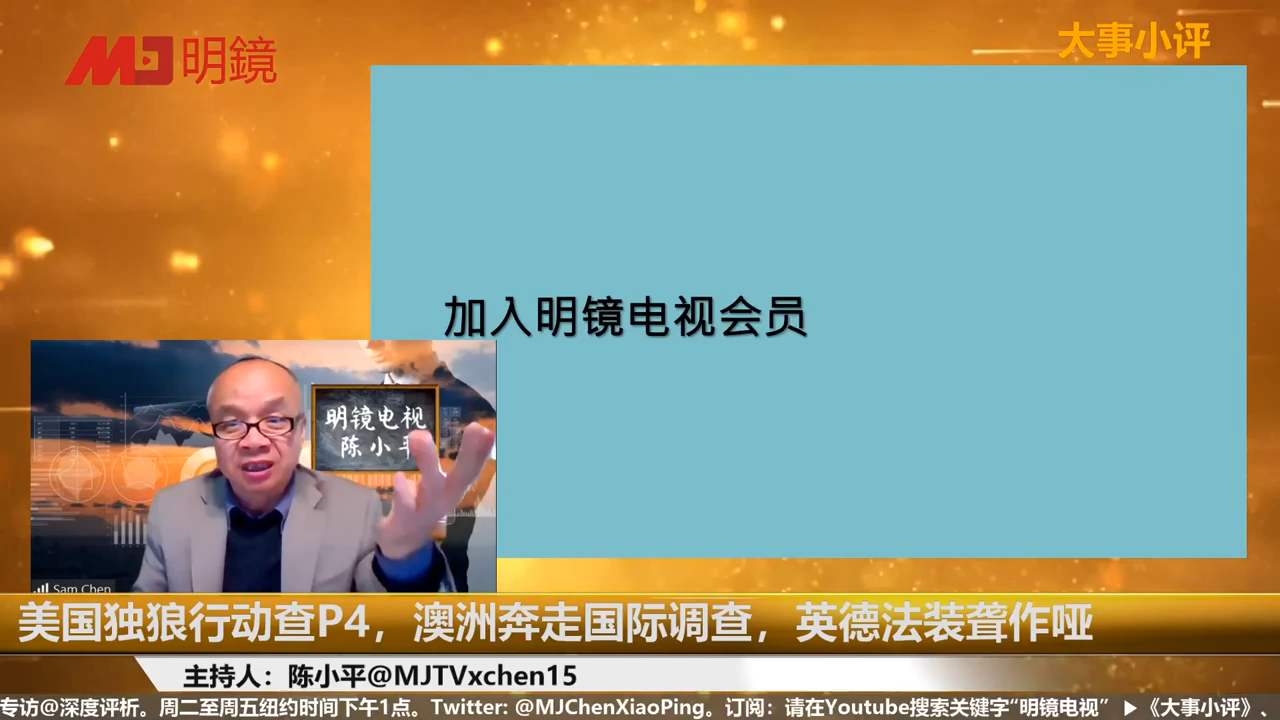 明鏡
大事小评
加入明镜电视会员
明镜电视
陈小平
Sam Chen
美国独狼行动查P4，澳洲奔走国际调查，英德法装聋作哑
主持人：陈小平@MJTVxchen15
专访@深度评析。周二至周五纽约时间下午1点。Twitter: @MJChenXiaoPing。订阅：请在Youtube搜索关键字“明镜电视” ▶《大事小评》、